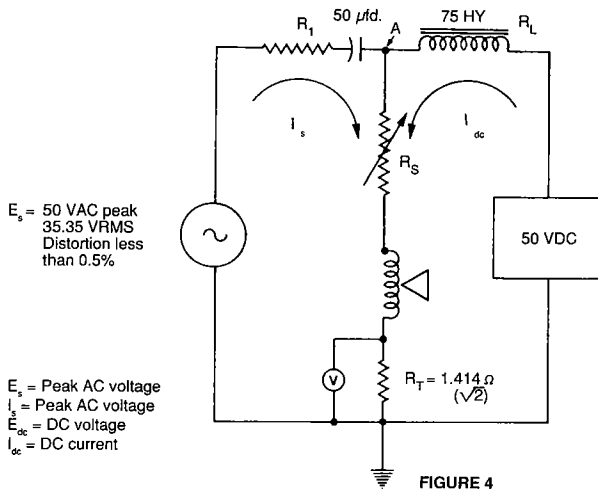 50 µfd.
75 HY
R1
A
RL
Is
Idc
RS
Es = 50 VAC peak
35.35 VRMS
Distortion less
than 0.5%
50 VDC
V
RT = 1.414 Ω
(√2)
Es = Peak AC voltage
Is = Peak AC voltage
Edc = DC voltage
Idc = DC current
FIGURE 4